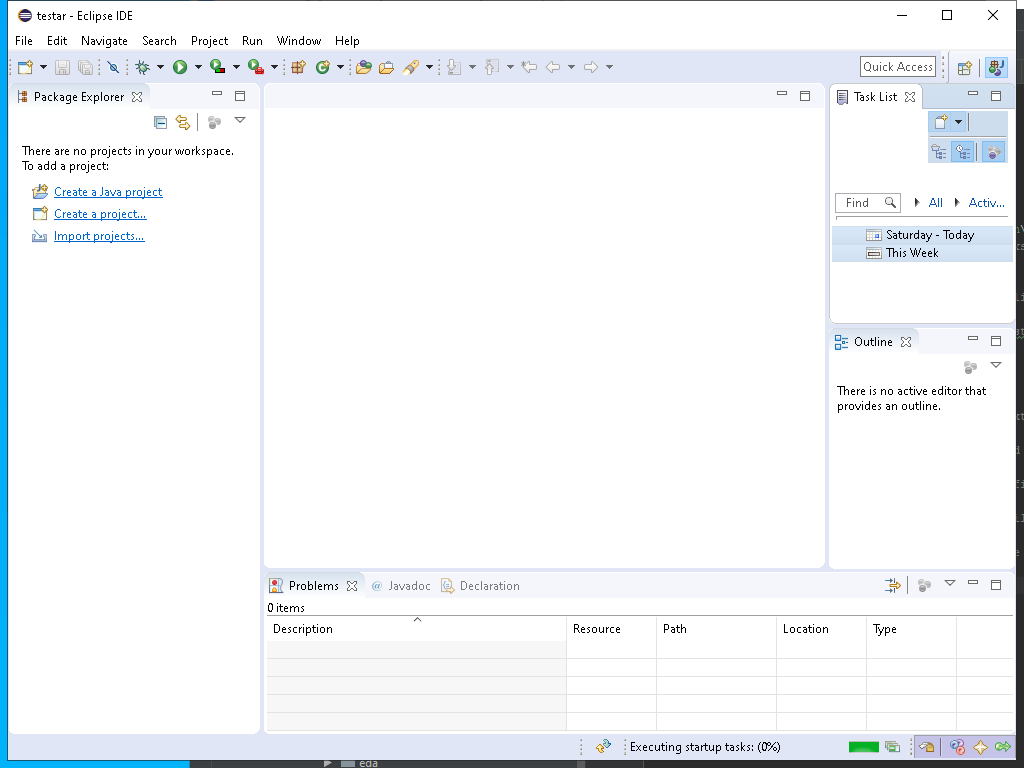 testar - Eclipse IDE
File Edit Navigate Search Project Run Window Help
Quick Access
Package Explorer
Task List
There are no projects in your workspace.
To add a project:
Create a Java project
Create a project...
Import projects...
Find All Activ...
Saturday - Today
This Week
Outline
There is no active editor that
provides an outline.
Problems @ Javadoc Declaration
0 items
Description Resource Path Location Type
Executing startup tasks: (0%)
eda